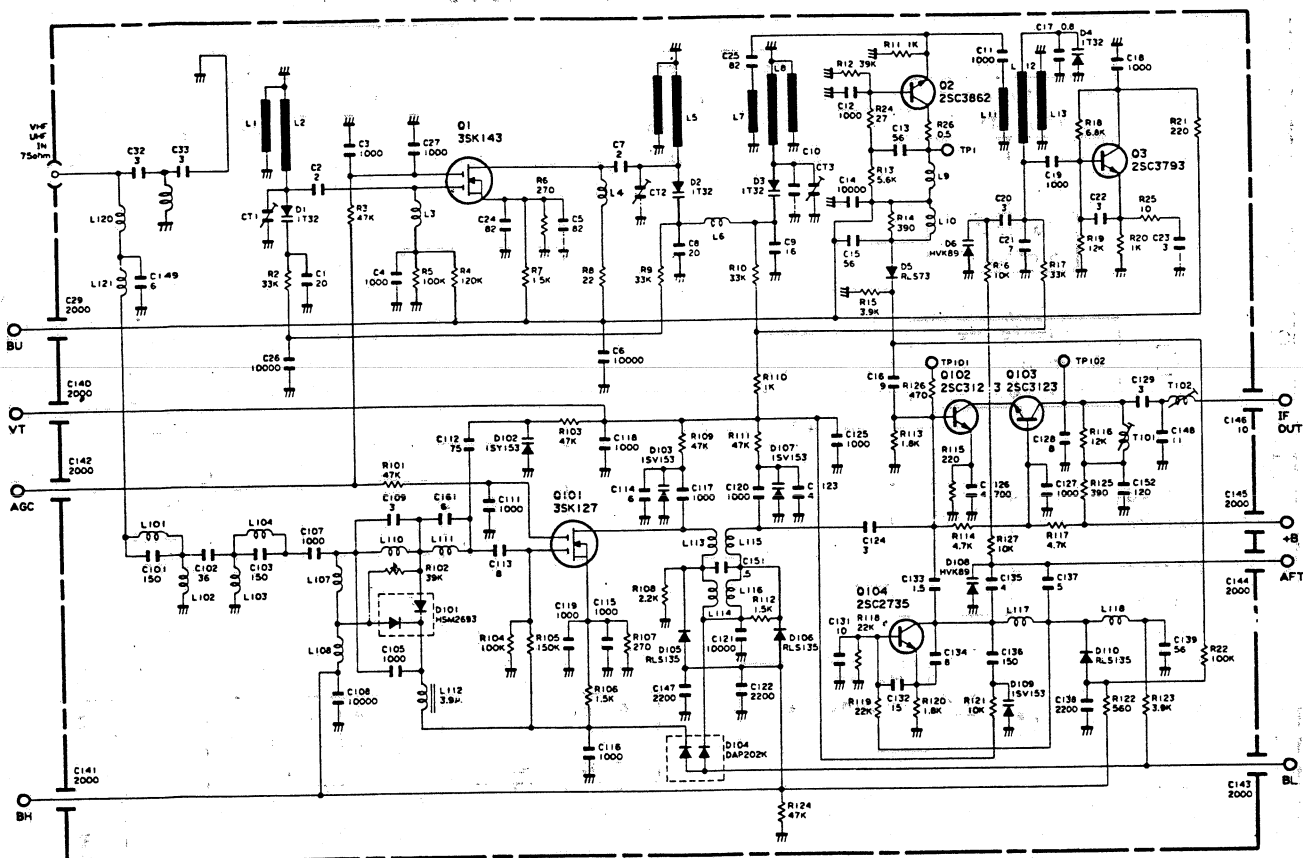 VHF
UHF
IN
75ohm
C32
3
C33
3
L120
L121
C149
6
C29
2000
BU
C140
2000
VT
C142
2000
AGC
C141
2000
BH
L1
L2
CT1
D1
1T32
C2
2
R2
33K
C1
20
C26
10000
C3
1000
C27
1000
R3
47K
L3
C4
1000
R5
100K
R4
120K
Q1
3SK143
C24
82
R6
270
C5
82
R7
1.5K
R8
22
C6
10000
L4
C7
2
CT2
L5
D2
1T32
C8
20
R9
33K
L6
C25
82
L7
L8
D3
1T32
C10
CT3
C9
16
R10
33K
R11 1K
R12 39K
C12
1000
R24
27
Q2
2SC3862
R26
0.5
C13
56
TP1
R13
5.6K
C14
10000
L9
R14
390
L10
C15
56
D5
RLS73
R15
3.9K
D6
HVK89
C11
1000
L11
L12
L13
C17 0.8
D4
1T32
C18
1000
C19
1000
R18
6.8K
Q3
2SC3793
R21
220
C20
3
C21
7
R16
10K
R17
33K
C22
3
R19
12K
R20
1K
R25
10
C23
3
R110
1K
C16
9
TP101
R126
470
Q102
2SC3123
Q103
2SC3123
TP102
C129
3
T102
C146
10
IF
OUT
R113
1.8K
R115
220
C126
4700
C128
8
R116
12K
T101
C148
11
C127
1000
R125
390
C152
120
C145
2000
+B
AFT
C144
2000
R114
4.7K
R117
4.7K
R127
10K
C112
75
D102
1SV153
R103
47K
C118
1000
R109
47K
R111
47K
C125
1000
R101
47K
C109
3
C161
6
C111
1000
Q101
3SK127
C114
6
D103
1SV153
C117
1000
C120
1000
D107
1SV153
C123
4
L101
C101
150
C102
36
L102
L104
C103
150
L103
C107
1000
L107
L110
L111
R102
39K
C113
8
D101
HSM2693
L108
C105
1000
C108
10000
L112
3.9μ
R104
100K
R105
150K
C119
1000
C115
1000
R107
270
R106
1.5K
C116
1000
L113
L115
C151
.5
L114
L116
R108
2.2K
R112
1.5K
D105
RLS135
C121
10000
D106
RLS135
C147
2200
C122
2200
D104
DAP202K
R124
47K
C124
3
D108
HVK89
C133
1.5
C135
4
C137
5
Q104
2SC2735
C131
10
R118
22K
L117
L118
C134
8
C136
150
D110
RLS135
C139
56
R22
100K
R119
22K
C132
15
R120
1.8K
R121
10K
D109
1SV153
C138
2200
R122
560
R123
3.9K
C143
2000
BL